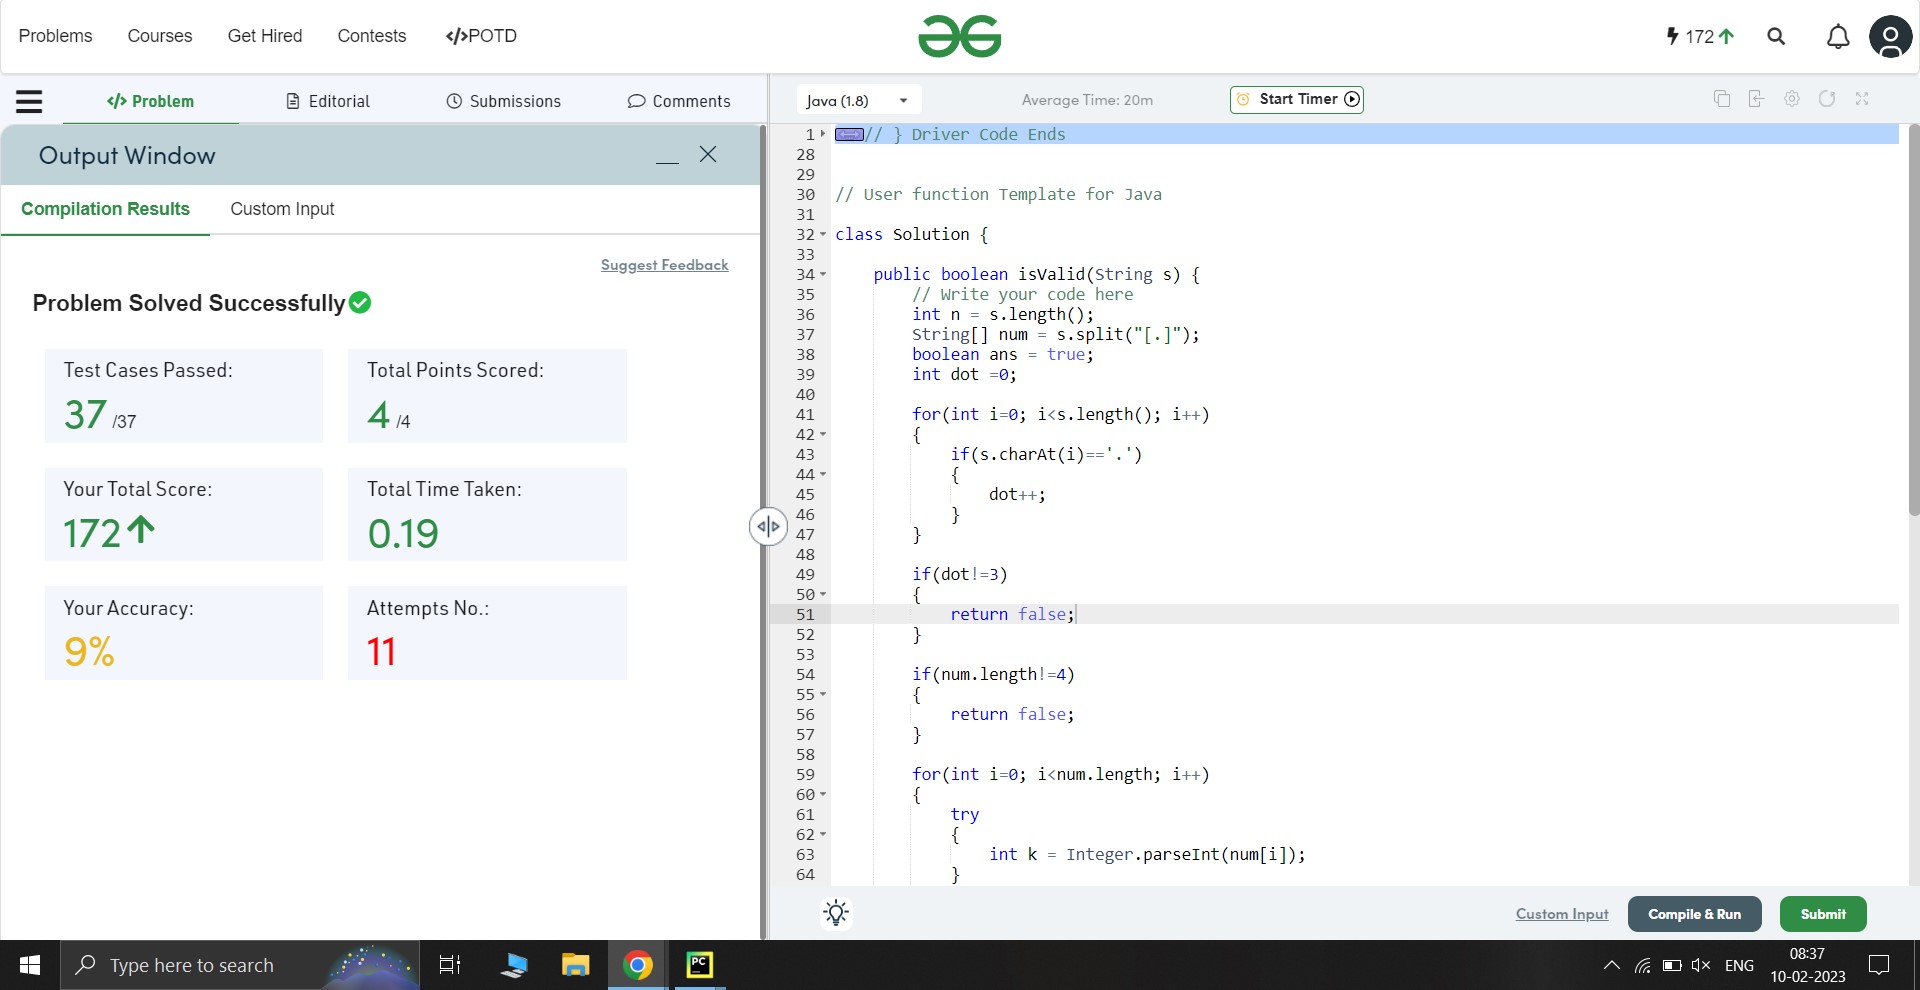 Problems Courses Get Hired Contests </>POTD
172
</> Problem Editorial Submissions Comments
Output Window
Compilation Results Custom Input
Suggest Feedback
Problem Solved Successfully
Test Cases Passed: Total Points Scored:
37 /37 4 /4
Your Total Score: Total Time Taken:
172 0.19
Your Accuracy: Attempts No.:
9% 11
Java (1.8) Average Time: 20m Start Timer
1 // } Driver Code Ends
28
29
30 // User function Template for Java
31
32 class Solution {
33
34 public boolean isValid(String s) {
35 // Write your code here
36 int n = s.length();
37 String[] num = s.split("[.]");
38 boolean ans = true;
39 int dot =0;
40
41 for(int i=0; i<s.length(); i++)
42 {
43 if(s.charAt(i)=='.')
44 {
45 dot++;
46 }
47 }
48
49 if(dot!=3)
50 {
51 return false;
52 }
53
54 if(num.length!=4)
55 {
56 return false;
57 }
58
59 for(int i=0; i<num.length; i++)
60 {
61 try
62 {
63 int k = Integer.parseInt(num[i]);
64 }
Custom Input Compile & Run Submit
Type here to search
PC
ENG
08:37
10-02-2023